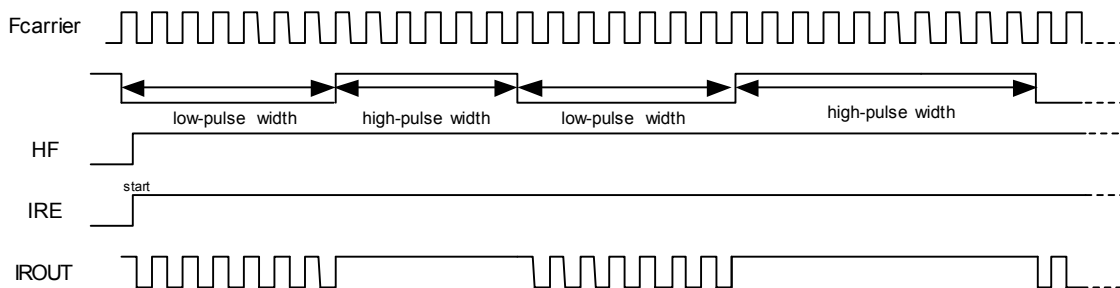 Fcarrier
low-pulse width
high-pulse width
low-pulse width
high-pulse width
HF
start
IRE
IROUT